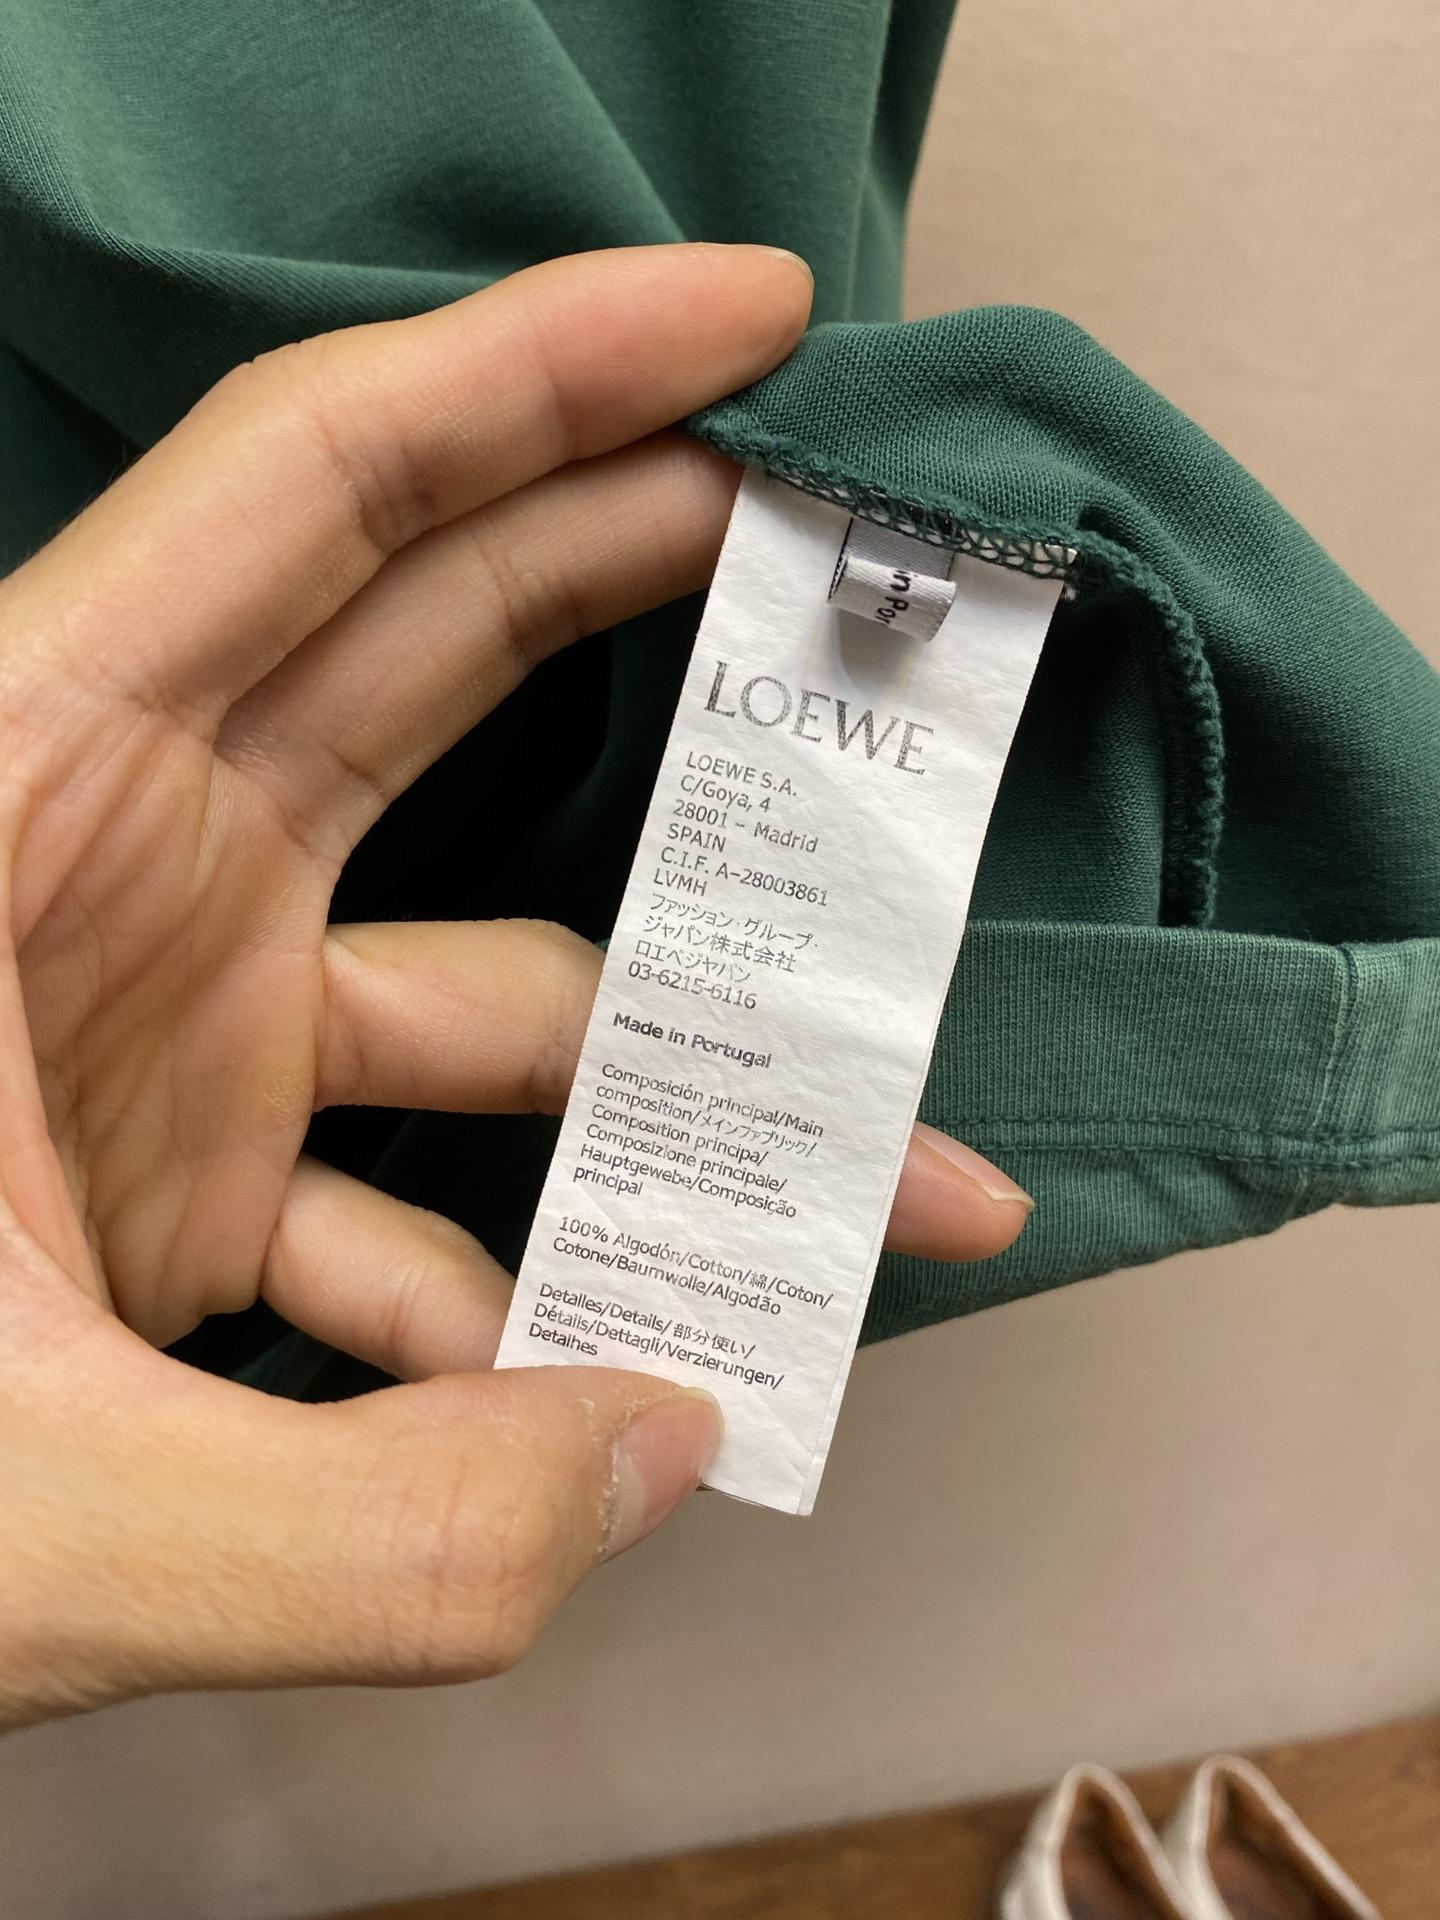 in Por
LOEWE
LOEWE S.A.
C/Goya, 4
28001 - Madrid
SPAIN
C.I.F. A-28003861
LVMH
ファッション・グループ・
ジャパン株式会社
ロエベジャパン
03-6215-6116
Made in Portugal
Composición principal/Main
composition/メインファブリック/
Composition principa/
Composizione principale/
Hauptgewebe/Composição
principal
100% Algodón/Cotton/綿/Coton/
Cotone/Baumwolle/Algodão
Detalles/Details/部分使い/
Détails/Dettagli/Verzierungen/
Detalhes